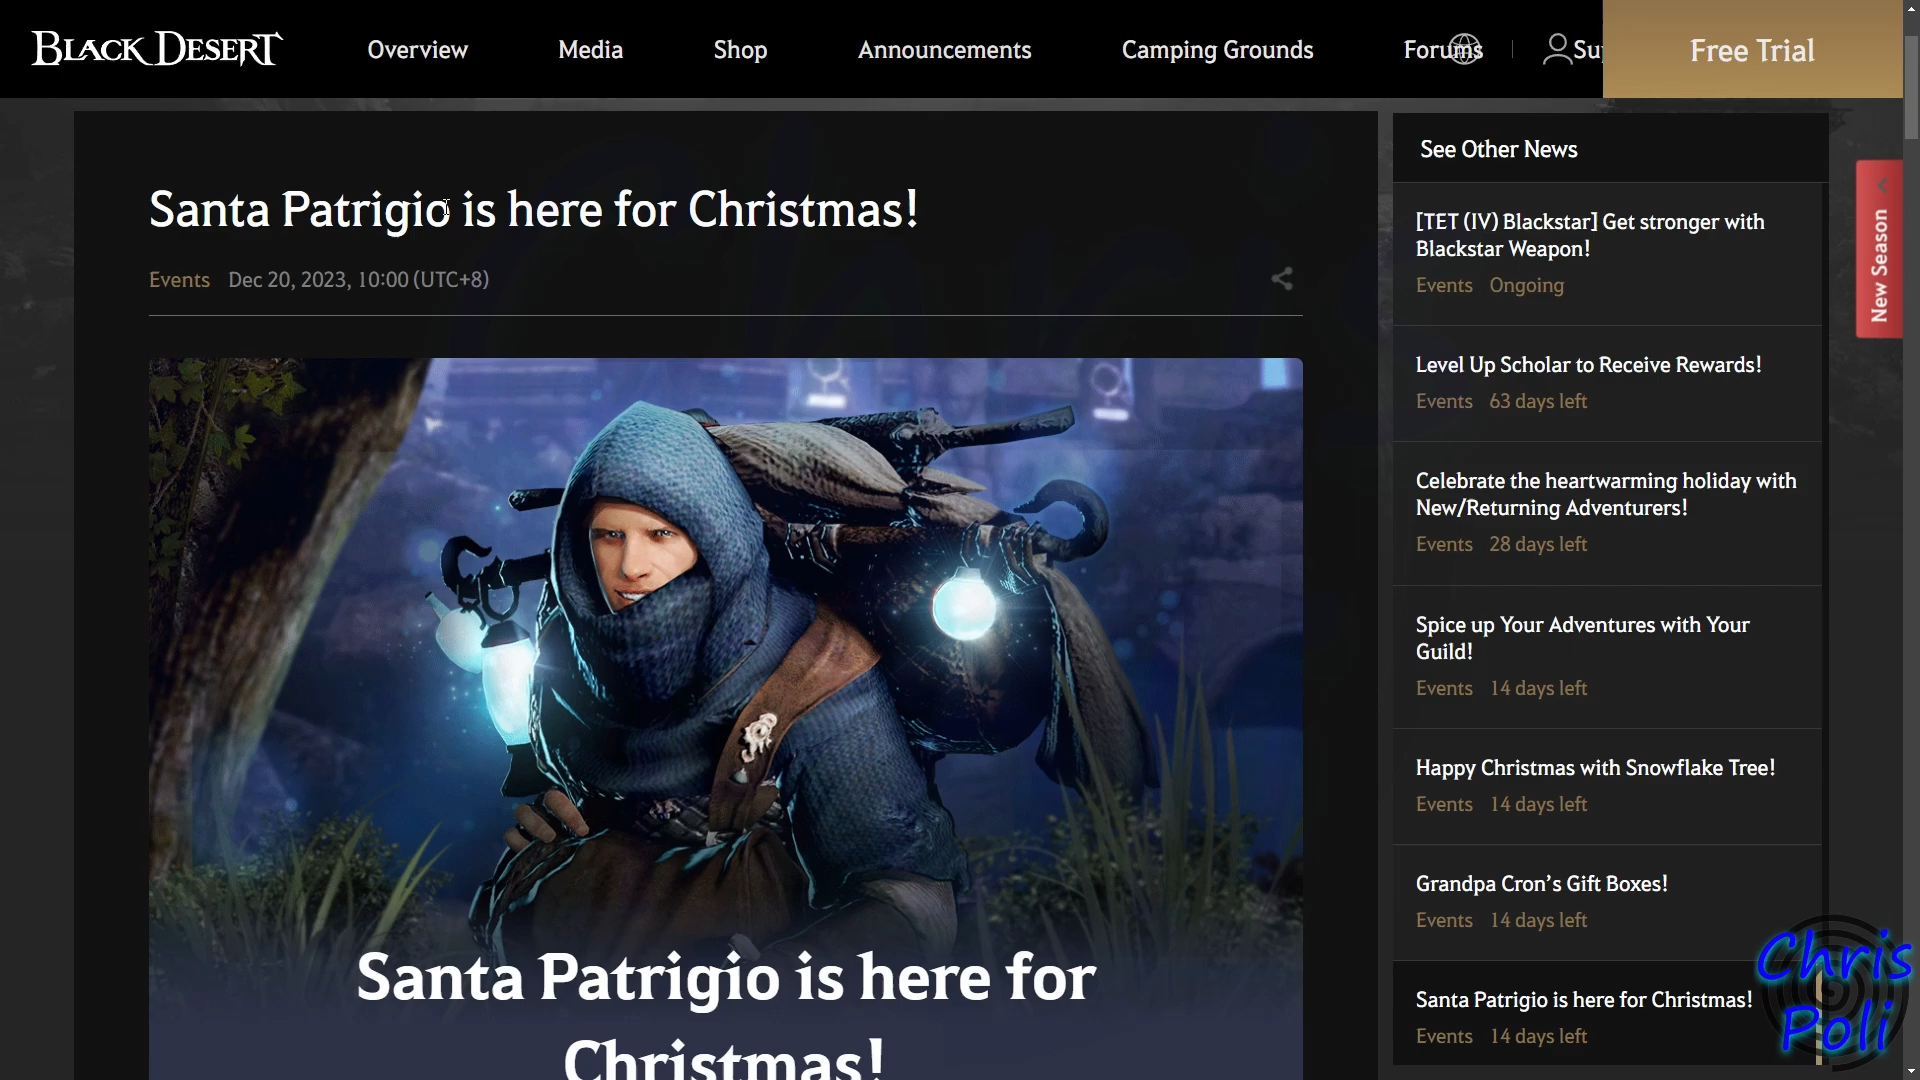 BLACK DESERT
Overview
Media
Shop
Announcements
Camping Grounds
Forums
Free Trial
Santa Patrigio is here for Christmas!
Events Dec 20, 2023, 10:00 (UTC+8)
Santa Patrigio is here for
Christmas!
See Other News
[TET (IV) Blackstar] Get stronger with
Blackstar Weapon!
Events Ongoing
Level Up Scholar to Receive Rewards!
Events 63 days left
Celebrate the heartwarming holiday with
New/Returning Adventurers!
Events 28 days left
Spice up Your Adventures with Your
Guild!
Events 14 days left
Happy Christmas with Snowflake Tree!
Events 14 days left
Grandpa Cron's Gift Boxes!
Events 14 days left
Santa Patrigio is here for Christmas!
Events 14 days left
New Season
Chris
Poli